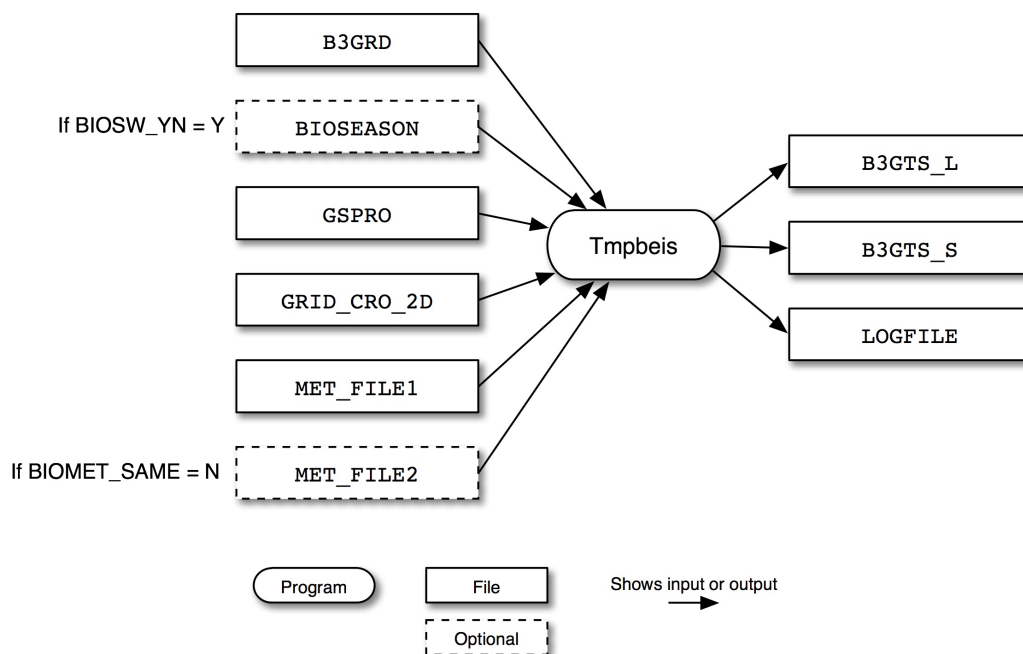 B3GRD
If BIOSW_YN = Y
BIOSEASON
GSPRO
GRID_CRO_2D
MET_FILE1
If BIOMET_SAME = N
MET_FILE2
Tmpbeis
B3GTS_L
B3GTS_S
LOGFILE
Program
File
Shows input or output
Optional